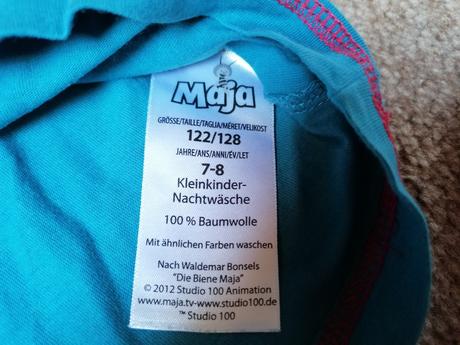 Maja
GRÖSSE/TAILLE/TAGLIA/MÉRET/VELIKOST
122/128
JAHRE/ANS/ANNI/ÉV/LET
7-8
Kleinkinder-
Nachtwäsche
100 % Baumwolle
Mit ähnlichen Farben waschen
Nach Waldemar Bonsels
"Die Biene Maja"
© 2012 Studio 100 Animation
www.maja.tv-www.studio100.de
™ Studio 100